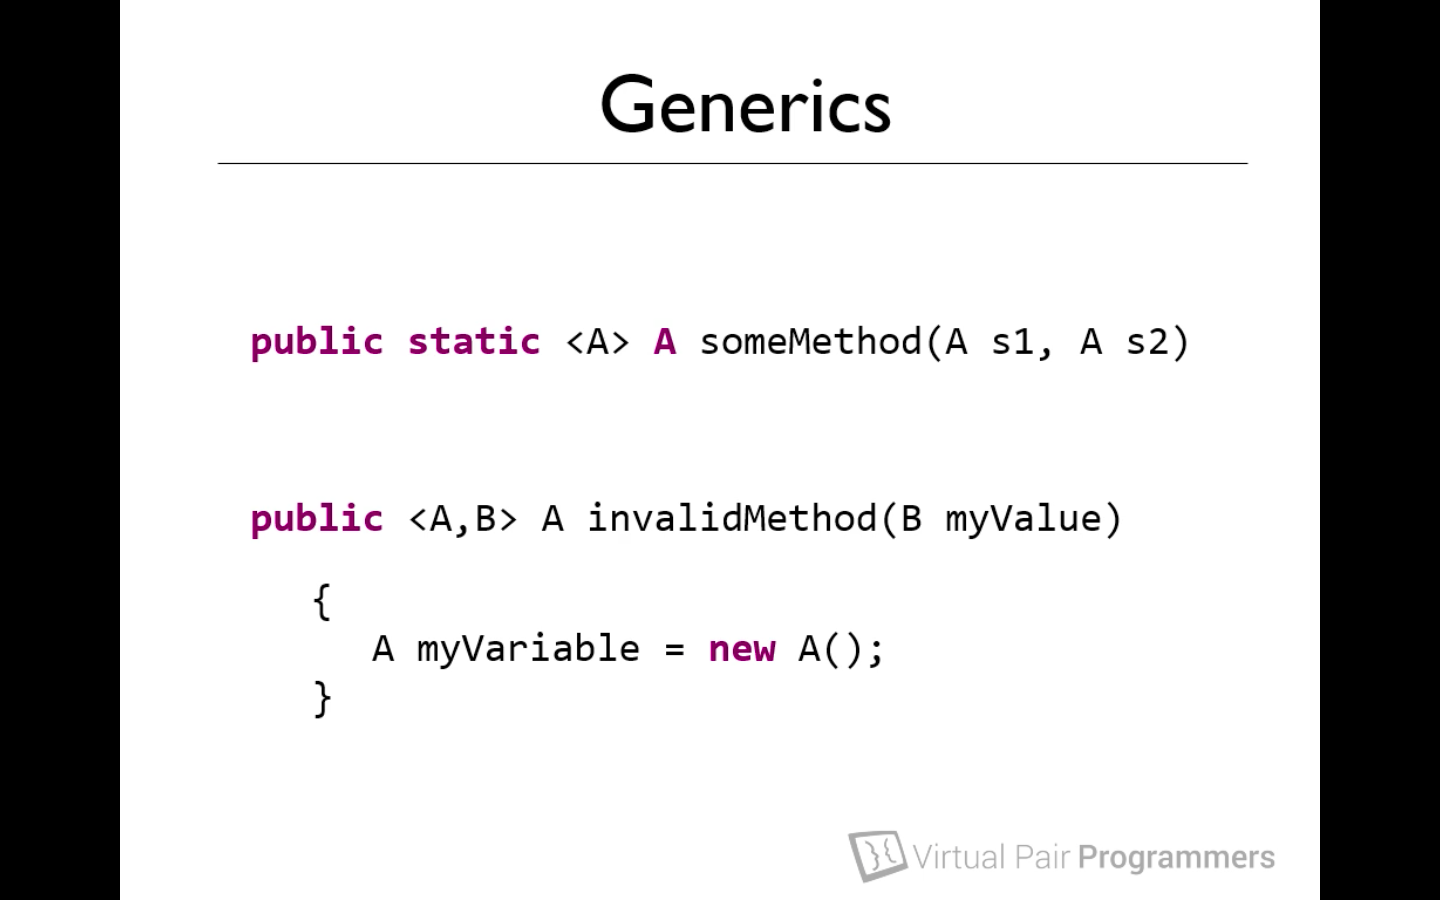 Generics
public static <A> A someMethod(A s1, A s2)
public <A,B> A invalidMethod(B myValue)
{
A myVariable = new A();
}
Virtual Pair Programmers